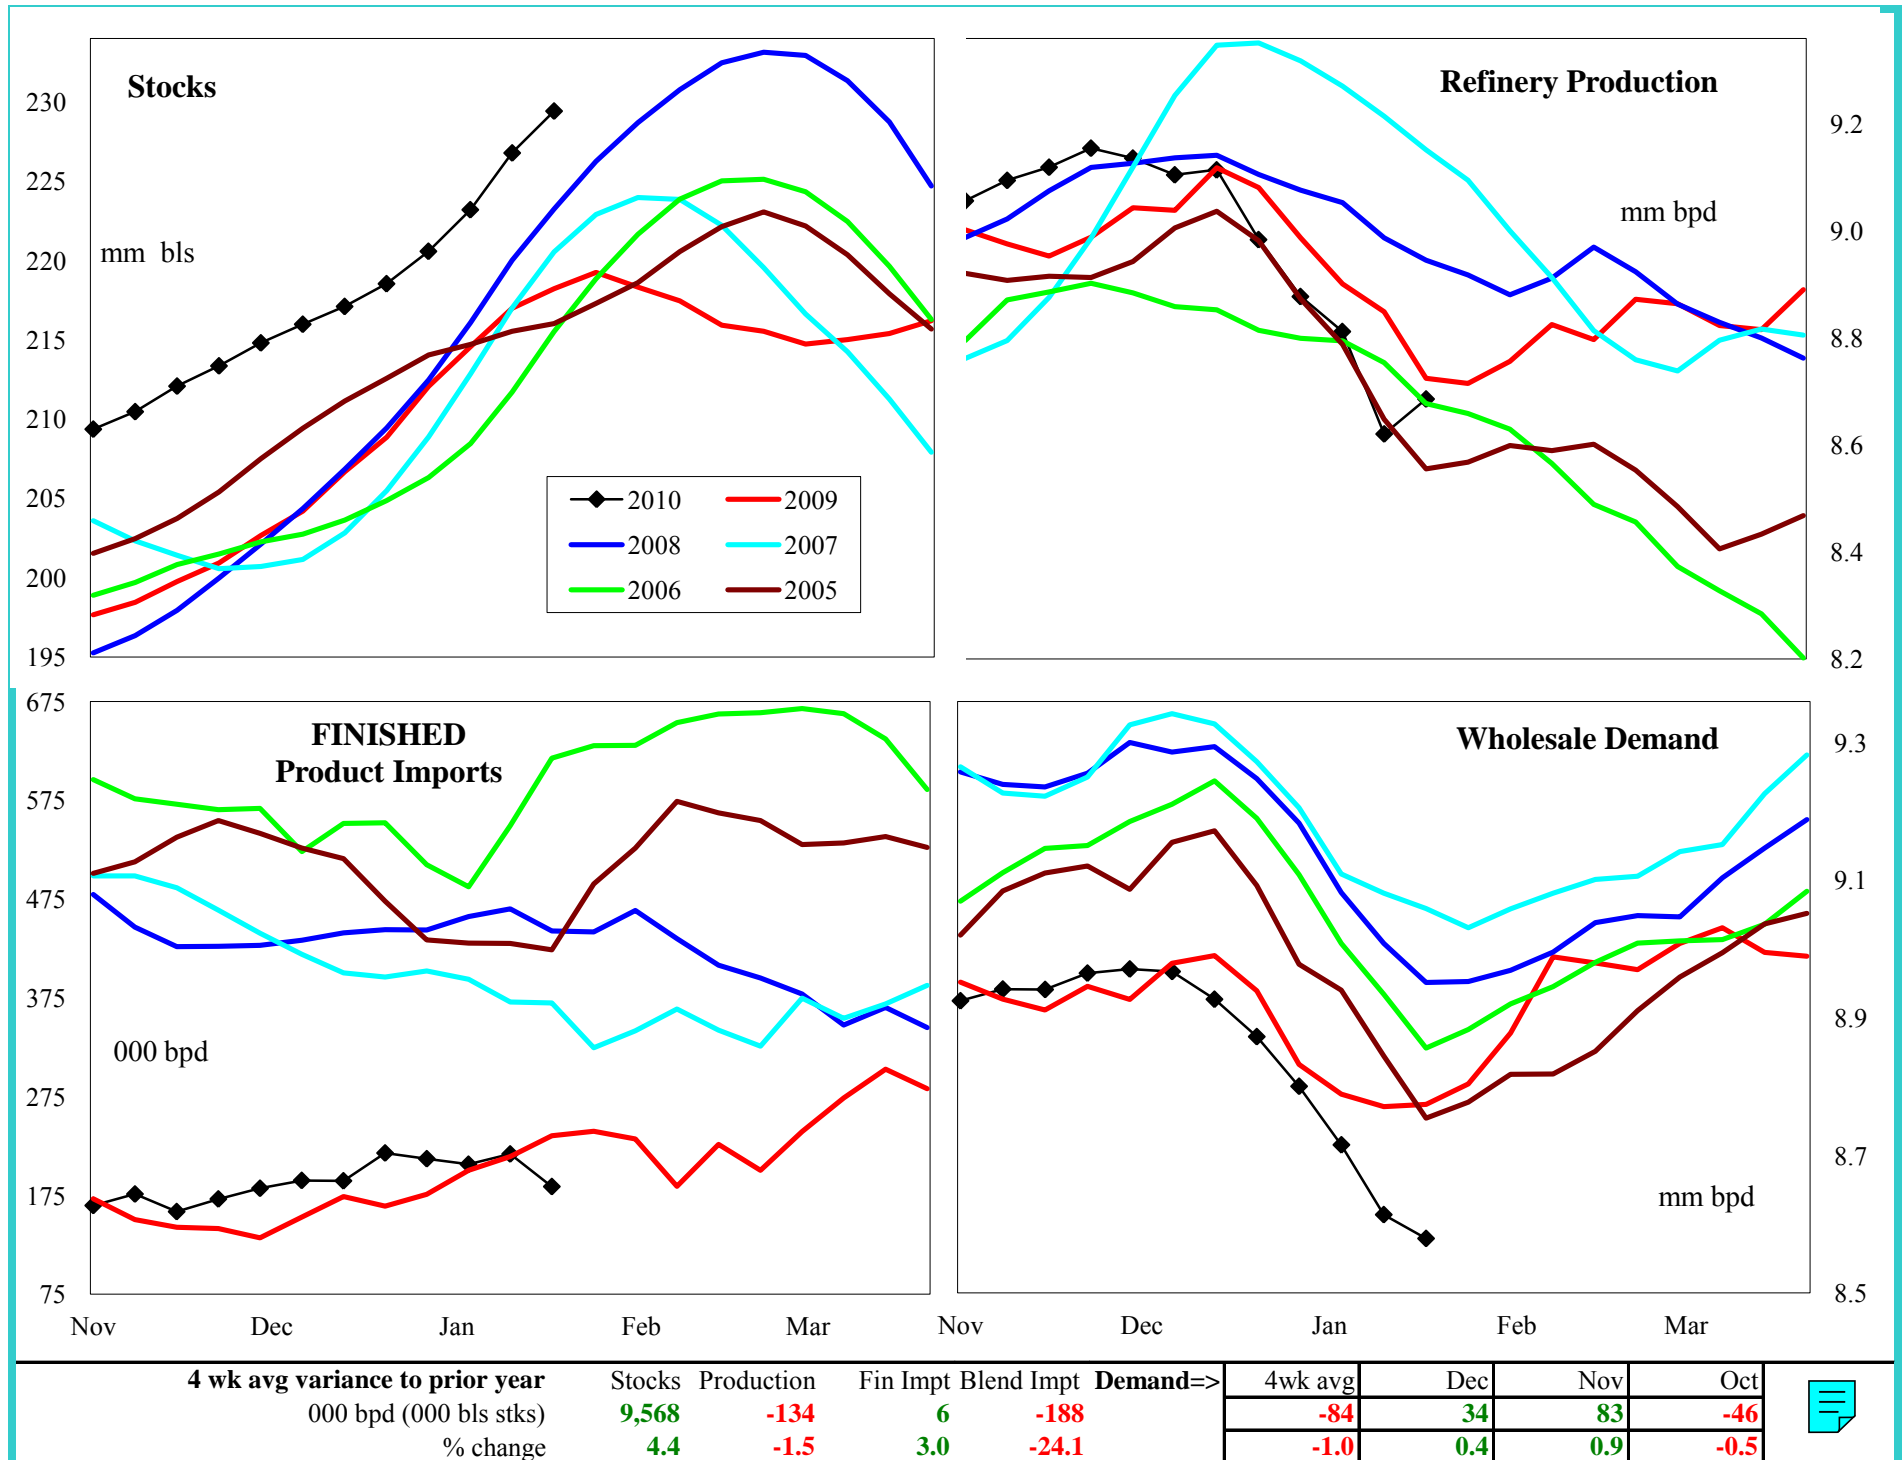 Stocks
230
225
220
215
210
205
200
195
mm bls
2010 2009
2008 2007
2006 2005
Refinery Production
mm bpd
9.2
9.0
8.8
8.6
8.4
8.2
FINISHED
Product Imports
675
575
475
375
275
175
75
000 bpd
Nov Dec Jan Feb Mar
Wholesale Demand
9.3
9.1
8.9
8.7
8.5
mm bpd
Nov Dec Jan Feb Mar
4 wk avg variance to prior year Stocks Production Fin Impt Blend Impt Demand=> 4wk avg Dec Nov Oct
000 bpd (000 bls stks) 9,568 -134 6 -188 -84 34 83 -46
% change 4.4 -1.5 3.0 -24.1 -1.0 0.4 0.9 -0.5